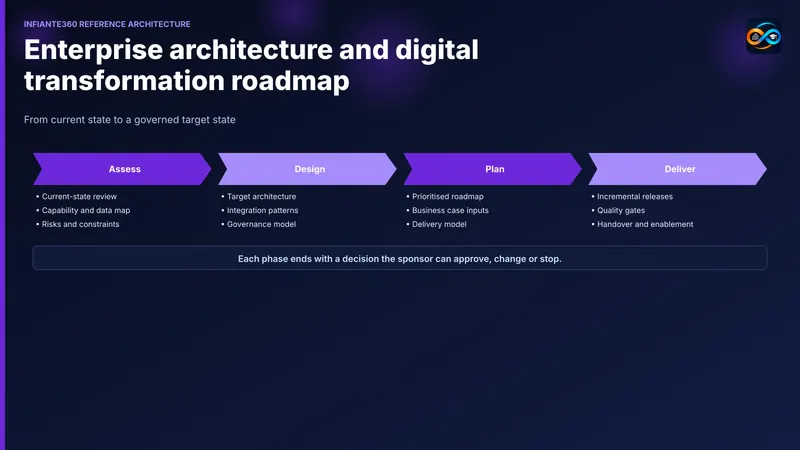 INFIANTE360 REFERENCE ARCHITECTURE
Enterprise architecture and digital
transformation roadmap
From current state to a governed target state
Assess
• Current-state review
• Capability and data map
• Risks and constraints
Design
• Target architecture
• Integration patterns
• Governance model
Plan
• Prioritised roadmap
• Business case inputs
• Delivery model
Deliver
• Incremental releases
• Quality gates
• Handover and enablement
Each phase ends with a decision the sponsor can approve, change or stop.